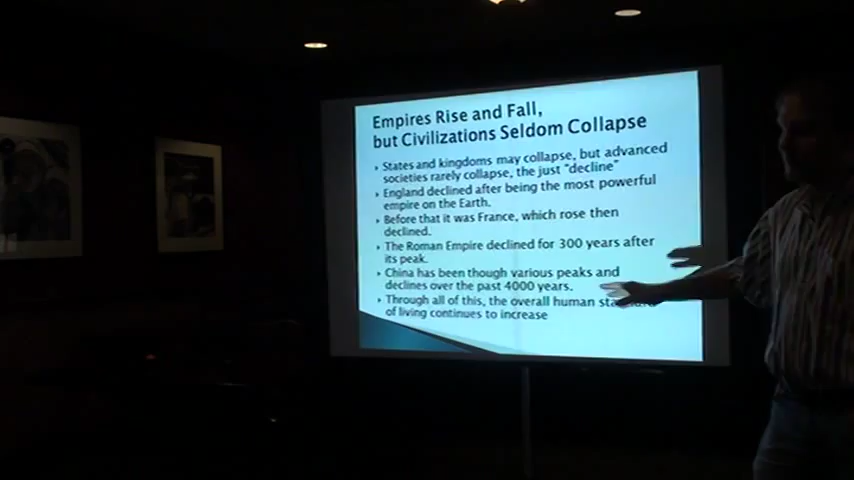 Empires Rise and Fall,
but Civilizations Seldom Collapse
States and kingdoms may collapse, but advanced
societies rarely collapse, the just “decline”
England declined after being the most powerful
empire on the Earth.
Before that it was France, which rose then
declined.
The Roman Empire declined for 300 years after
its peak.
China has been though various peaks and
declines over the past 4000 years.
Through all of this, the overall human
of living continues to increase